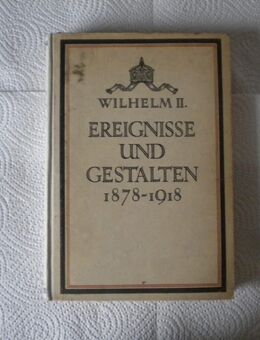 WILHELM II.
EREIGNISSE
UND
GESTALTEN
1878-1918